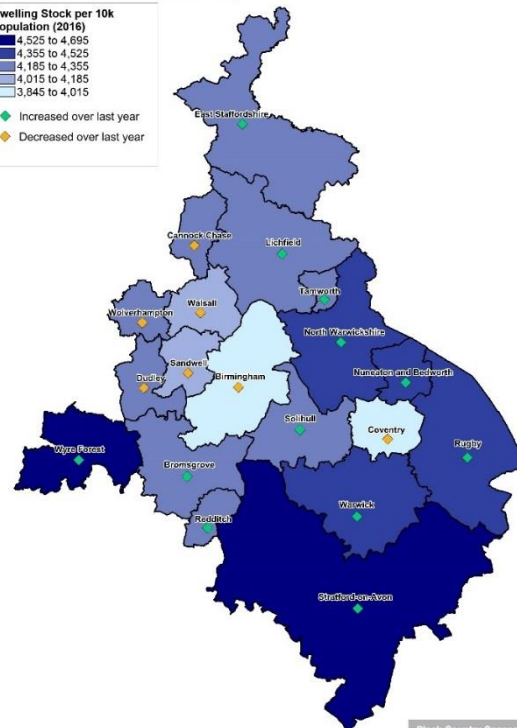 welling Stock per 10k
opulation (2016)
4,525 to 4,695
4,355 to 4,525
4,185 to 4,355
4,015 to 4,185
3,845 to 4,015
Increased over last year
Decreased over last year
East Staffordshire
Cannock Chase
Lichfield
Tamworth
Wolverhampton
Walsall
North Warwickshire
Sandwell
Nuneaton and Bedworth
Dudley
Birmingham
Solihull
Coventry
Rugby
Wyre Forest
Bromsgrove
Warwick
Redditch
Stratford-on-Avon